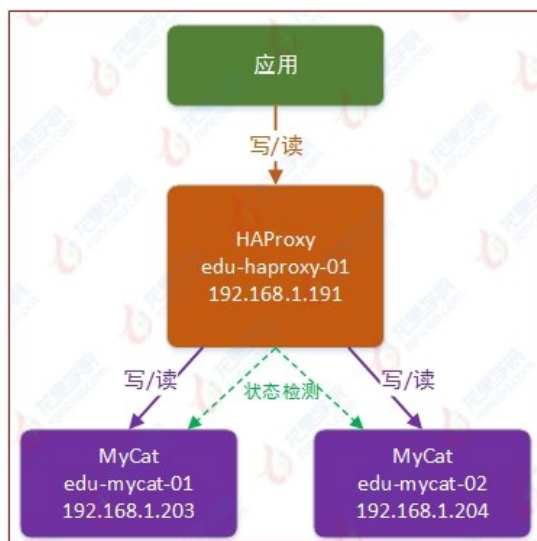 应用
写/读
HAProxy
edu-haproxy-01
192.168.1.191
写/读
状态检测
写/读
MyCat
edu-mycat-01
192.168.1.203
MyCat
edu-mycat-02
192.168.1.204